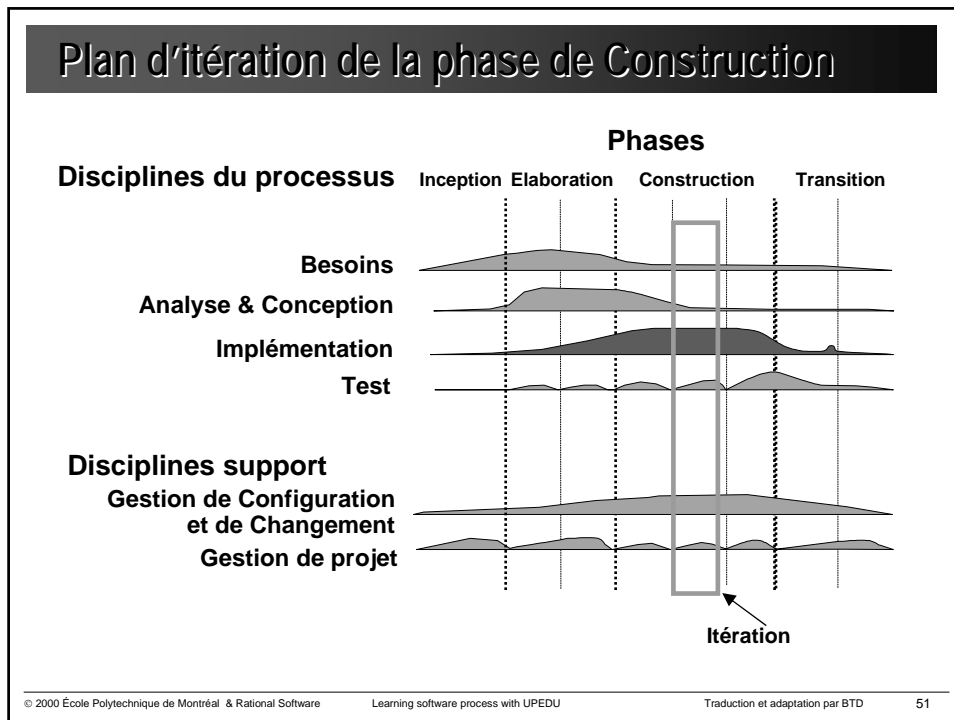 Plan d'itération de la phase de Construction
Phases
Disciplines du processus
Inception Elaboration Construction Transition
Besoins
Analyse & Conception
Implémentation
Test
Disciplines support
Gestion de Configuration
et de Changement
Gestion de projet
Itération
© 2000 École Polytechnique de Montréal & Rational Software Learning software process with UPEDU Traduction et adaptation par BTD 51